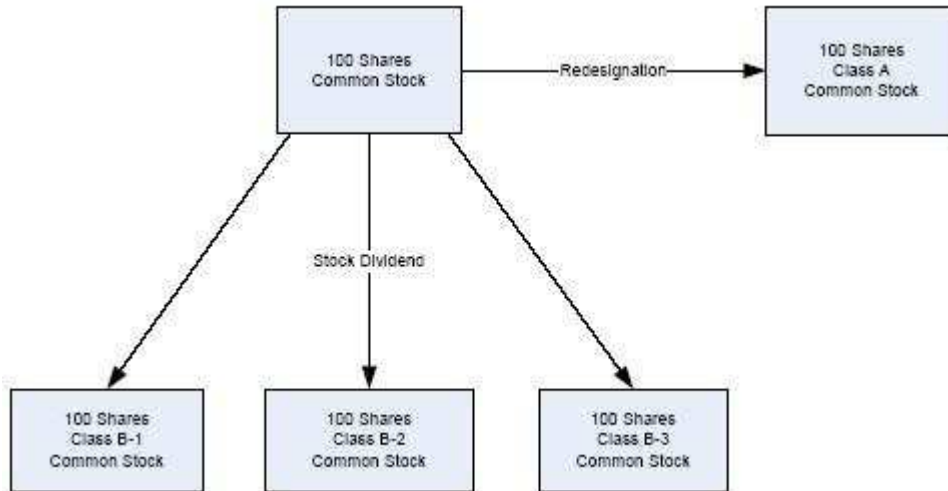 100 Shares
Common Stock
Redesignation
100 Shares
Class A
Common Stock
Stock Dividend
100 Shares
Class B-1
Common Stock
100 Shares
Class B-2
Common Stock
100 Shares
Class B-3
Common Stock